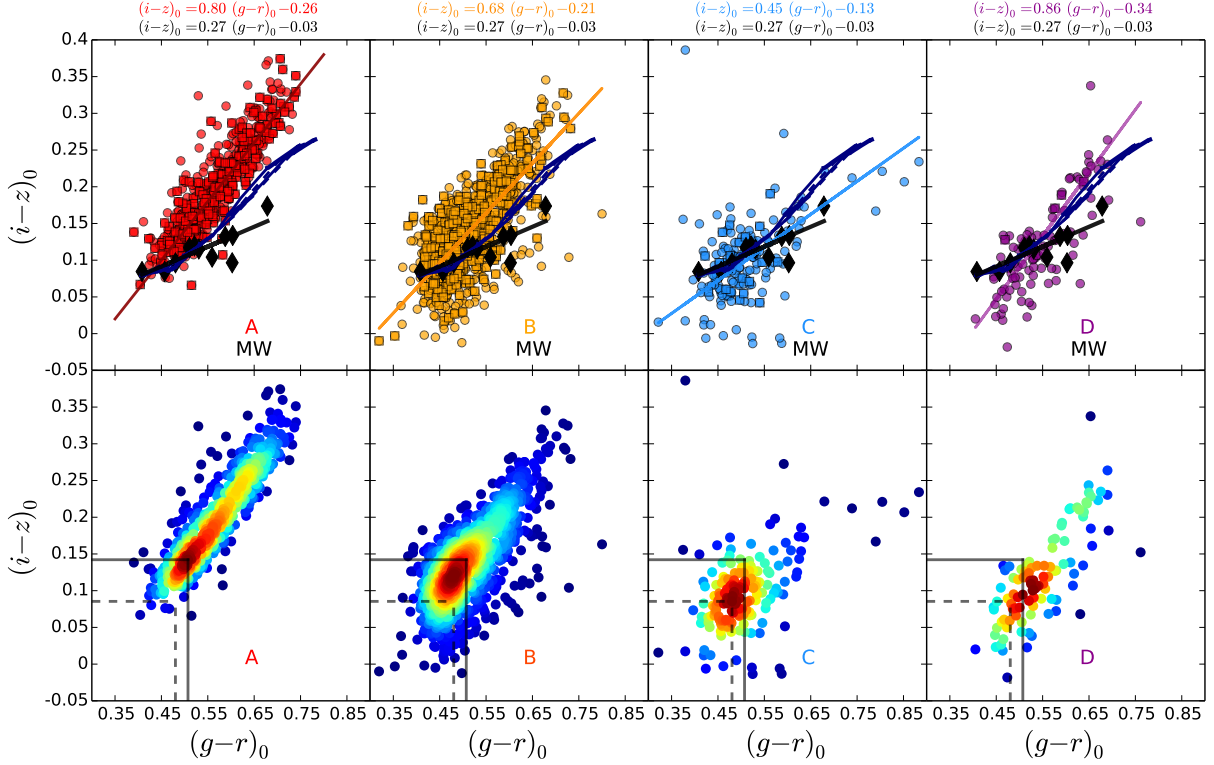 (i−z)₀=0.80 (g−r)₀−0.26
(i−z)₀=0.27 (g−r)₀−0.03
(i−z)₀=0.68 (g−r)₀−0.21
(i−z)₀=0.27 (g−r)₀−0.03
(i−z)₀=0.45 (g−r)₀−0.13
(i−z)₀=0.27 (g−r)₀−0.03
(i−z)₀=0.86 (g−r)₀−0.34
(i−z)₀=0.27 (g−r)₀−0.03
0.4
0.35
0.3
0.25
0.2
0.15
0.1
0.05
0
-0.05
(i−z)₀
A
MW
B
MW
C
MW
D
MW
0.35
0.3
0.25
0.2
0.15
0.1
0.05
0
-0.05
(i−z)₀
A
B
C
D
0.35 0.45 0.55 0.65 0.75 0.85
0.35 0.45 0.55 0.65 0.75 0.85
0.35 0.45 0.55 0.65 0.75 0.85
0.35 0.45 0.55 0.65 0.75 0.85
(g−r)₀
(g−r)₀
(g−r)₀
(g−r)₀